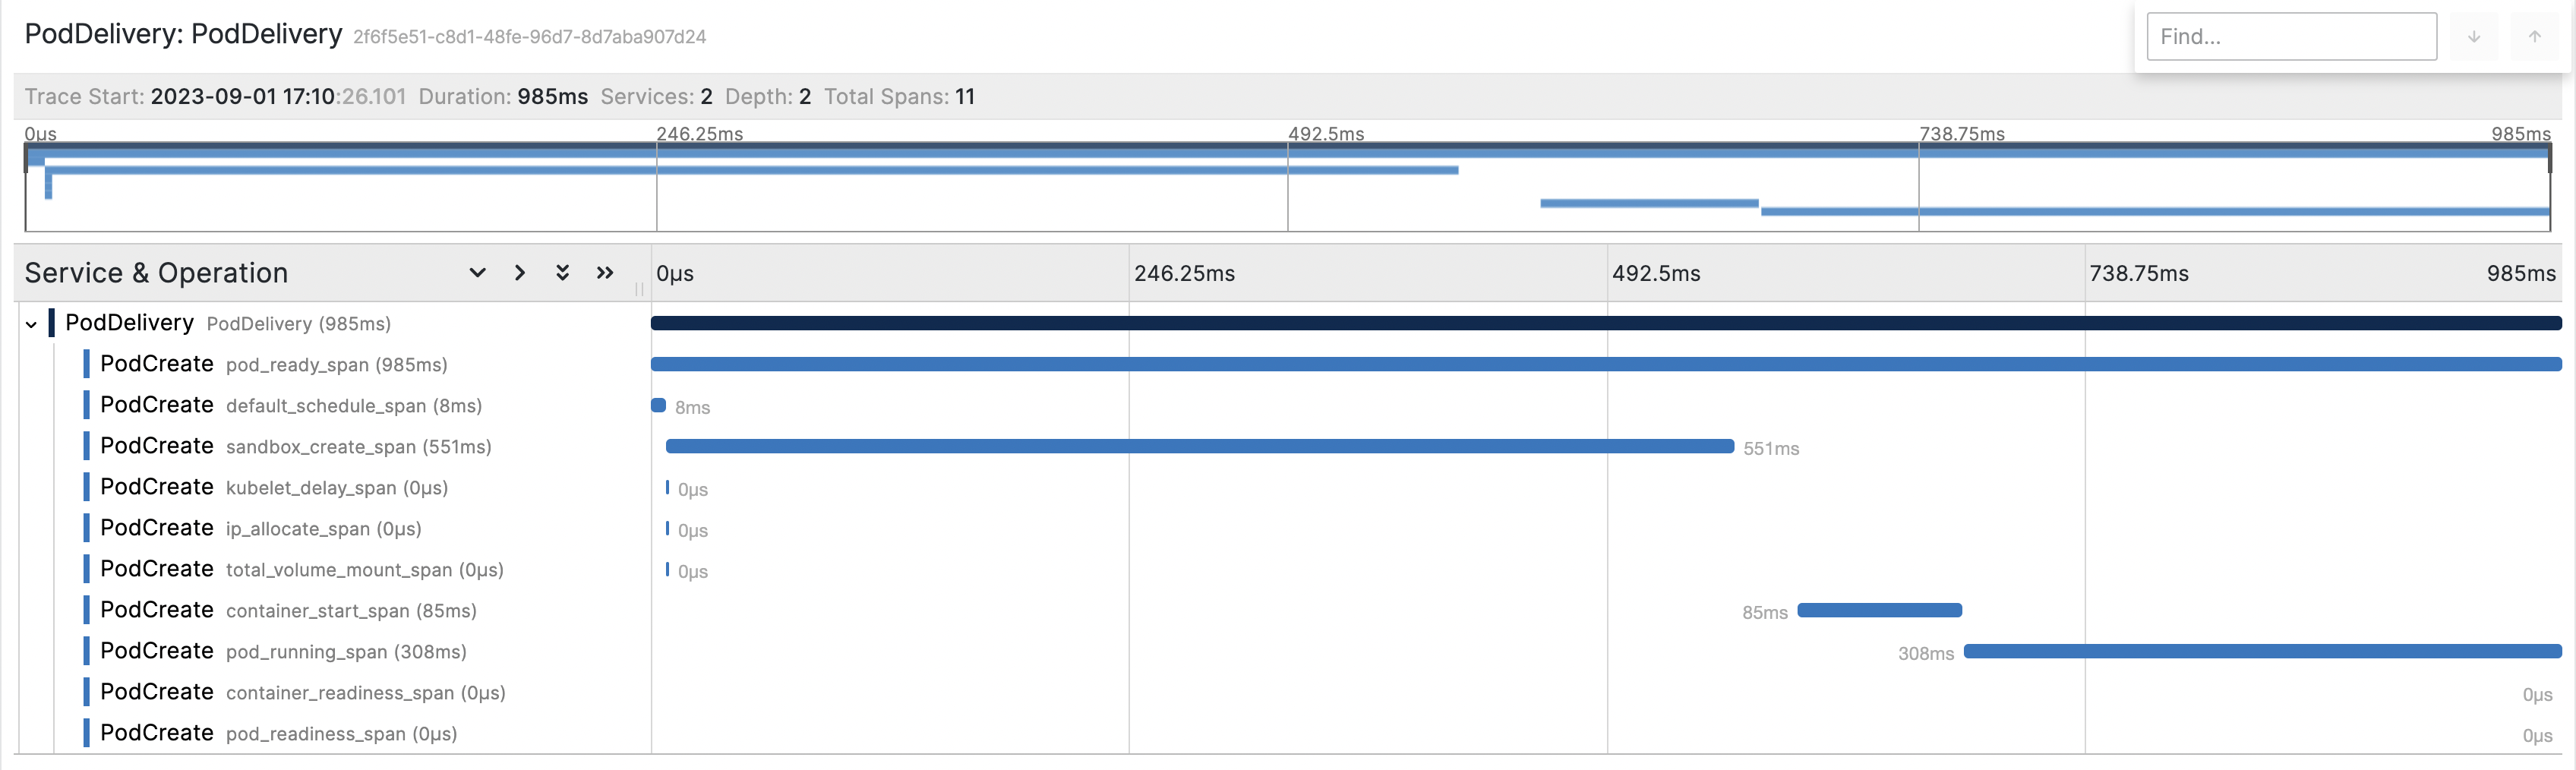 PodDelivery: PodDelivery 2f6f5e51-c8d1-48fe-96d7-8d7aba907d24
Find...
Trace Start: 2023-09-01 17:10:26.101 Duration: 985ms Services: 2 Depth: 2 Total Spans: 11
0μs 246.25ms 492.5ms 738.75ms 985ms
Service & Operation 0μs 246.25ms 492.5ms 738.75ms 985ms
PodDelivery PodDelivery (985ms)
PodCreate pod_ready_span (985ms)
PodCreate default_schedule_span (8ms) 8ms
PodCreate sandbox_create_span (551ms) 551ms
PodCreate kubelet_delay_span (0μs) 0μs
PodCreate ip_allocate_span (0μs) 0μs
PodCreate total_volume_mount_span (0μs) 0μs
PodCreate container_start_span (85ms) 85ms
PodCreate pod_running_span (308ms) 308ms
PodCreate container_readiness_span (0μs) 0μs
PodCreate pod_readiness_span (0μs) 0μs